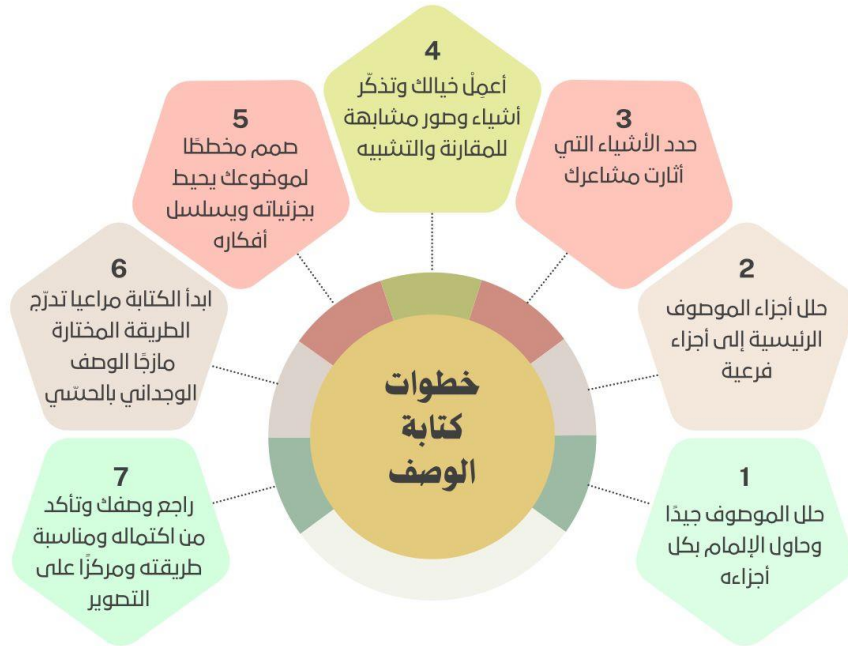 خطوات
كتابة
الوصف
1
حلل الموصوف جيدًا
وحاول الإلمام بكل
أجزاءه
2
حلل أجزاء الموصوف
الرئيسية إلى أجزاء
فرعية
3
حدد الأشياء التي
أثارت مشاعرك
4
أعمِلْ خيالك وتذكّر
أشياء وصور مشابهة
للمقارنة والتشبيه
5
صمم مخططًا
لموضوعك يحيط
بجزئياته ويسلسل
أفكاره
6
ابدأ الكتابة مراعيا تدرّج
الطريقة المختارة
مازجًا الوصف
الوجداني بالحسّي
7
راجع وصفك وتأكد
من اكتماله ومناسبة
طريقته ومركزًا على
التصوير